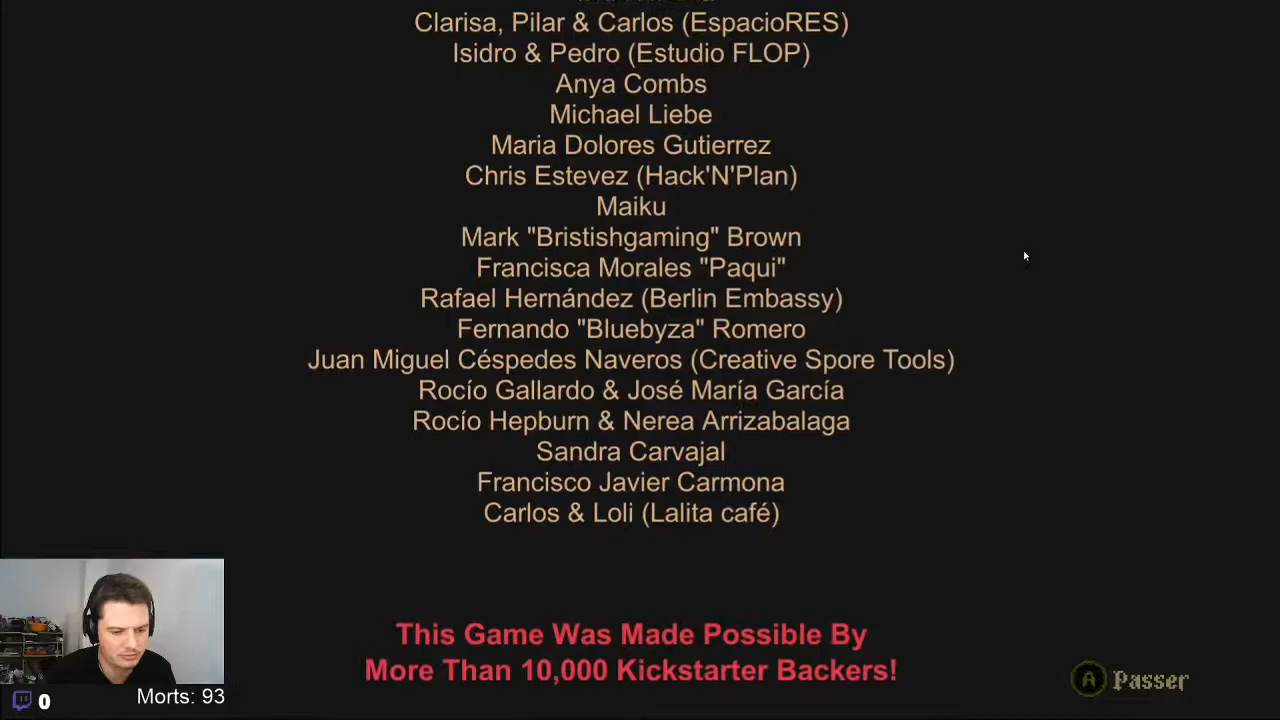 Clarisa, Pilar & Carlos (EspacioRES)
Isidro & Pedro (Estudio FLOP)
Anya Combs
Michael Liebe
Maria Dolores Gutierrez
Chris Estevez (Hack'N'Plan)
Maiku
Mark "Bristishgaming" Brown
Francisca Morales "Paqui"
Rafael Hernández (Berlin Embassy)
Fernando "Bluebyza" Romero
Juan Miguel Céspedes Naveros (Creative Spore Tools)
Rocío Gallardo & José María García
Rocío Hepburn & Nerea Arrizabalaga
Sandra Carvajal
Francisco Javier Carmona
Carlos & Loli (Lalita café)
This Game Was Made Possible By
More Than 10,000 Kickstarter Backers!
A Passer
Morts: 93
0